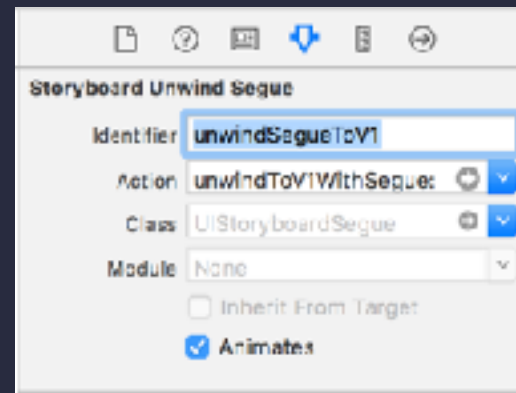 Storyboard Unwind Segue
Identifier unwindSegueToV1
Action unwindToV1WithSegue:
Class UIStoryboardSegue
Module None
Inherit From Target
Animates